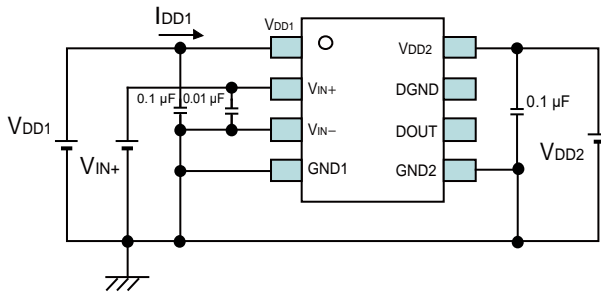 IDD1
VDD1
VDD2
VIN+
DGND
0.1 µF
0.01 µF
0.1 µF
VIN−
DOUT
VDD1
VIN+
GND1
GND2
VDD2